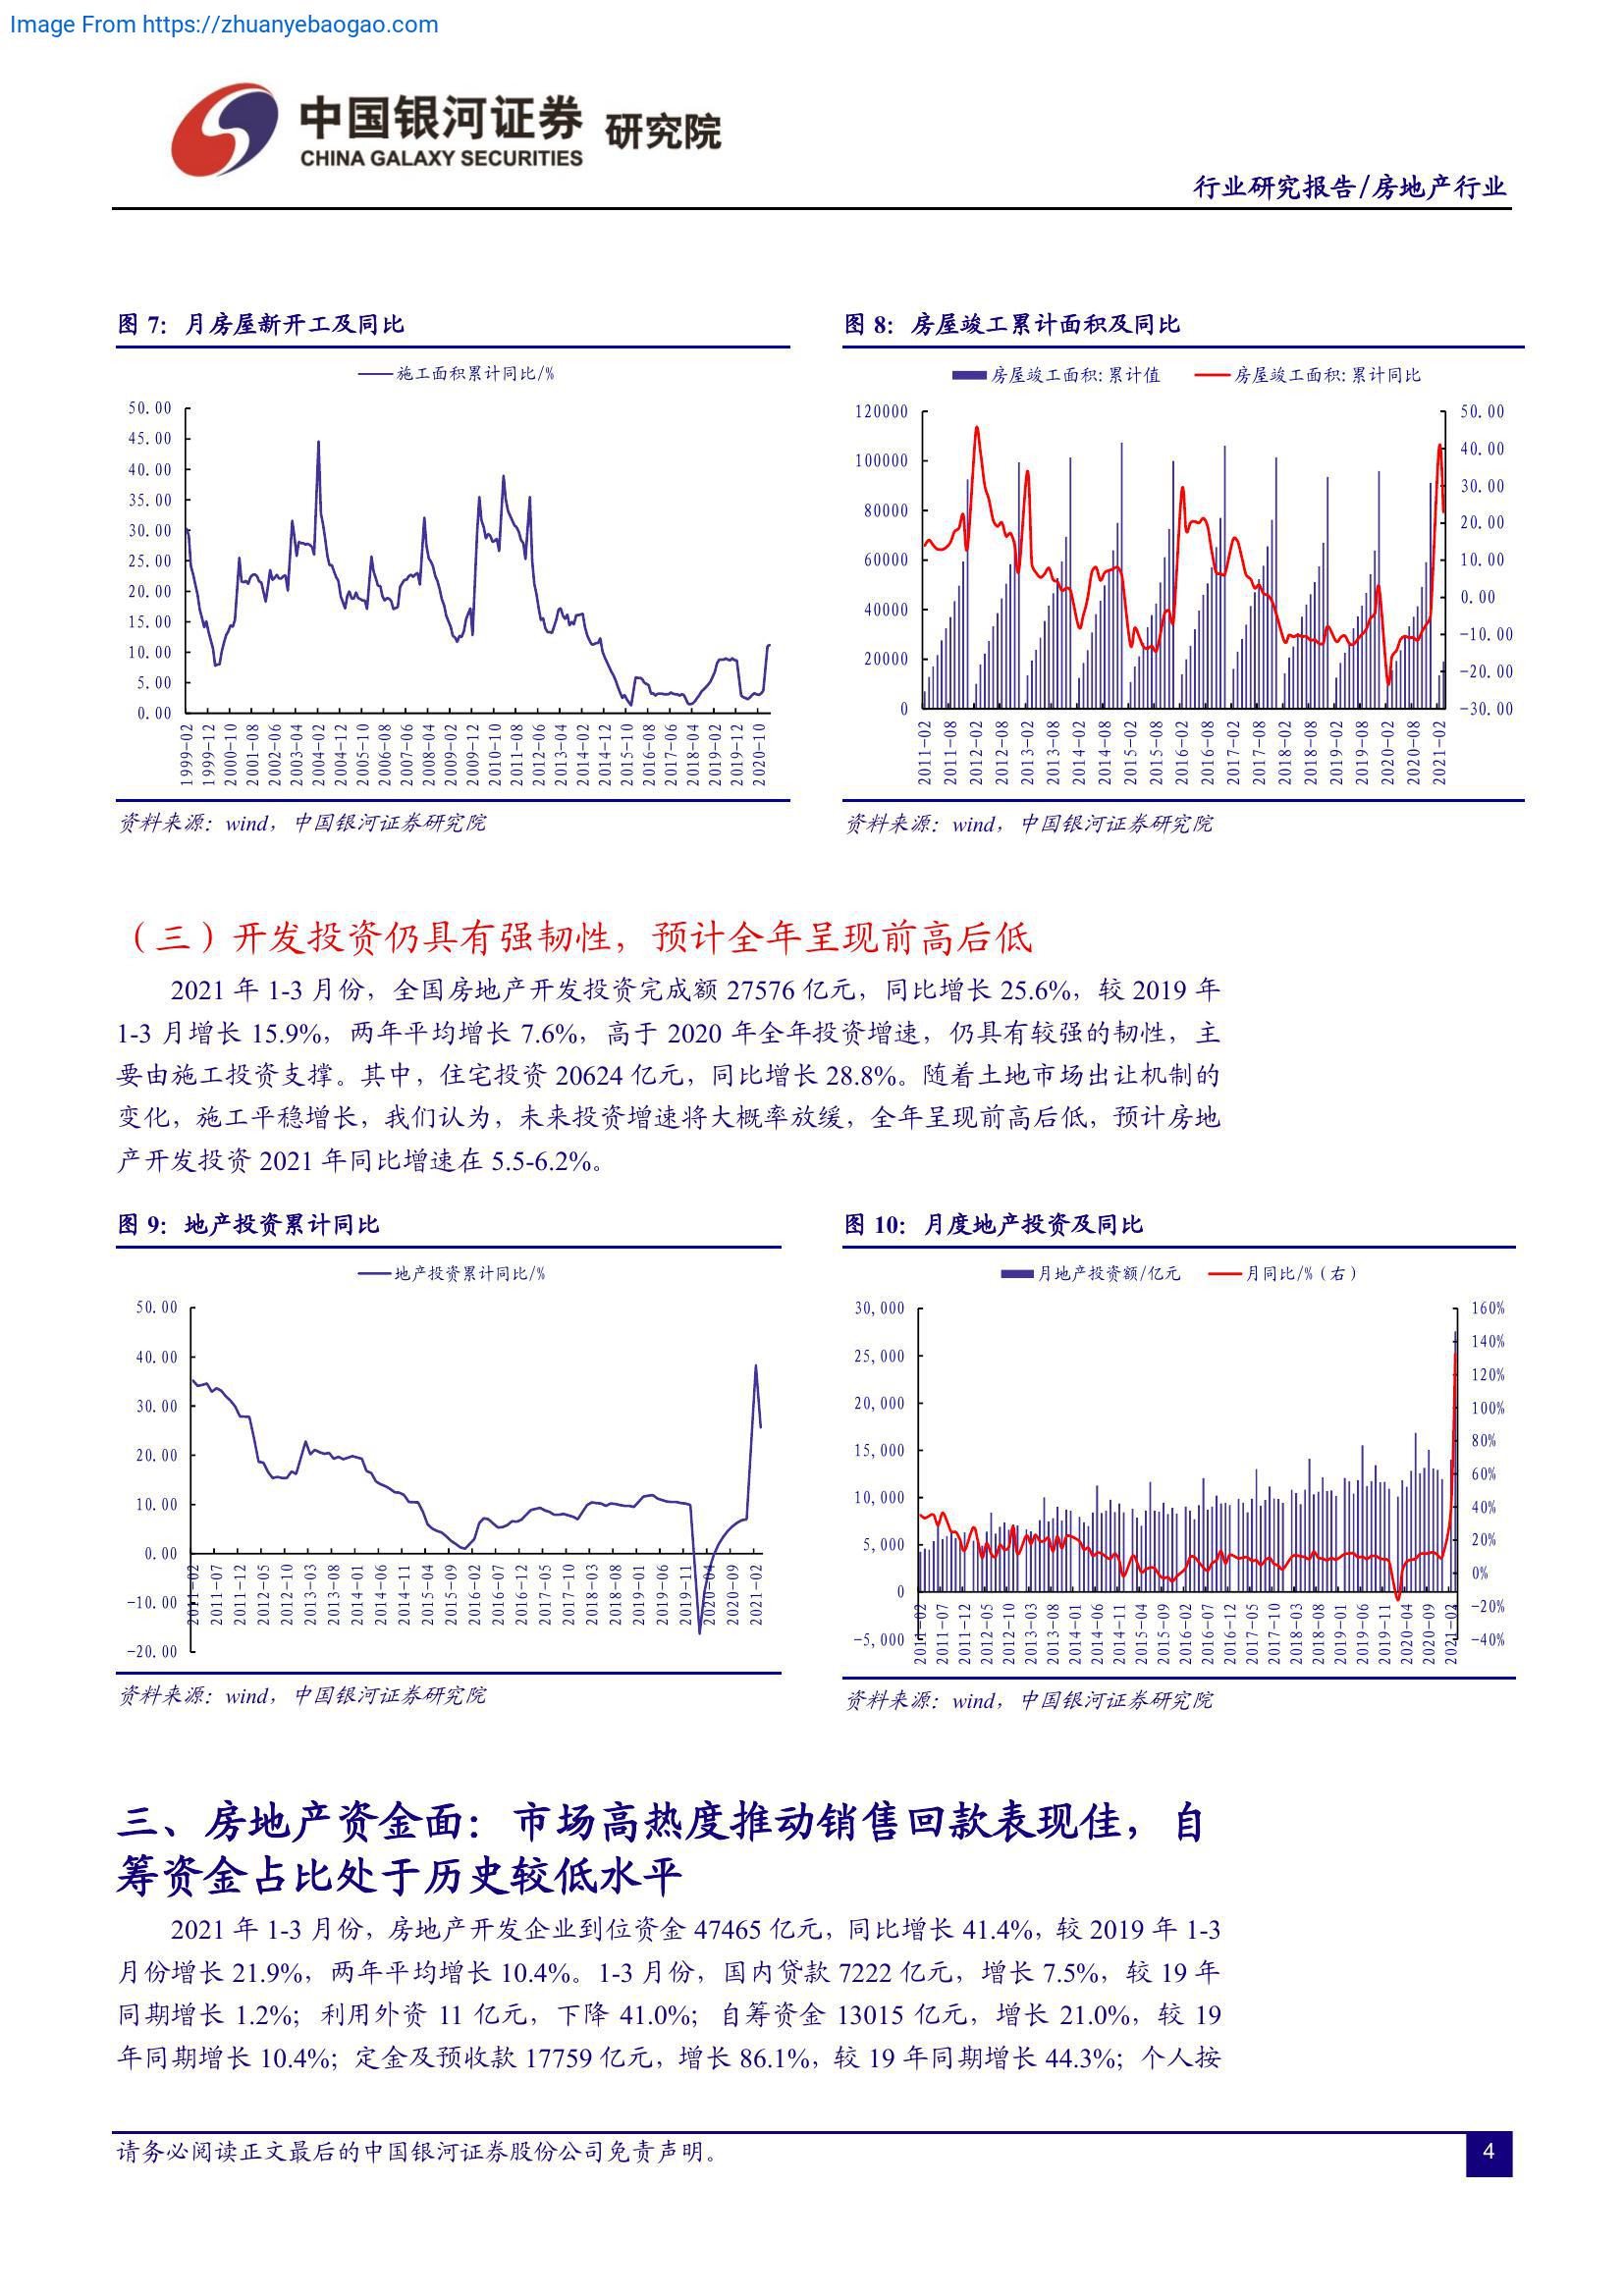 Image From https://zhuanyebaogao.com
中国银河证券 研究院
CHINA GALAXY SECURITIES
行业研究报告/房地产行业
图 7：月房屋新开工及同比
施工面积累计同比/%
50.00
45.00
40.00
35.00
30.00
25.00
20.00
15.00
10.00
5.00
0.00
1999-02 1999-12 2000-10 2001-08 2002-06 2003-04 2004-02 2004-12 2005-10 2006-08 2007-06 2008-04 2009-02 2009-12 2010-10 2011-08 2012-06 2013-04 2014-02 2014-12 2015-10 2016-08 2017-06 2018-04 2019-02 2019-12 2020-10
资料来源：wind，中国银河证券研究院
图 8：房屋竣工累计面积及同比
房屋竣工面积:累计值 房屋竣工面积:累计同比
120000 50.00
100000 40.00
80000 30.00
60000 20.00
40000 10.00
20000 0.00
0 -10.00
-20.00
-30.00
2011-02 2011-08 2012-02 2012-08 2013-02 2013-08 2014-02 2014-08 2015-02 2015-08 2016-02 2016-08 2017-02 2017-08 2018-02 2018-08 2019-02 2019-08 2020-02 2020-08 2021-02
资料来源：wind，中国银河证券研究院
（三）开发投资仍具有强韧性，预计全年呈现前高后低
2021 年 1-3 月份，全国房地产开发投资完成额 27576 亿元，同比增长 25.6%，较 2019 年
1-3 月增长 15.9%，两年平均增长 7.6%，高于 2020 年全年投资增速，仍具有较强的韧性，主
要由施工投资支撑。其中，住宅投资 20624 亿元，同比增长 28.8%。随着土地市场出让机制的
变化，施工平稳增长，我们认为，未来投资增速将大概率放缓，全年呈现前高后低，预计房地
产开发投资 2021 年同比增速在 5.5-6.2%。
图 9：地产投资累计同比
地产投资累计同比/%
50.00
40.00
30.00
20.00
10.00
0.00
-10.00
-20.00
2011-02 2011-07 2011-12 2012-05 2012-10 2013-03 2013-08 2014-01 2014-06 2014-11 2015-04 2015-09 2016-02 2016-07 2016-12 2017-05 2017-10 2018-03 2018-08 2019-01 2019-06 2019-11 2020-04 2020-09 2021-02
资料来源：wind，中国银河证券研究院
图 10：月度地产投资及同比
月地产投资额/亿元 月同比/%（右）
30,000 160%
25,000 140%
20,000 120%
15,000 100%
10,000 80%
5,000 60%
0 40%
-5,000 20%
0%
-20%
-40%
2011-02 2011-07 2011-12 2012-05 2012-10 2013-03 2013-08 2014-01 2014-06 2014-11 2015-04 2015-09 2016-02 2016-07 2016-12 2017-05 2017-10 2018-03 2018-08 2019-01 2019-06 2019-11 2020-04 2020-09 2021-02
资料来源：wind，中国银河证券研究院
三、房地产资金面：市场高热度推动销售回款表现佳，自
筹资金占比处于历史较低水平
2021 年 1-3 月份，房地产开发企业到位资金 47465 亿元，同比增长 41.4%，较 2019 年 1-3
月份增长 21.9%，两年平均增长 10.4%。1-3 月份，国内贷款 7222 亿元，增长 7.5%，较 19 年
同期增长 1.2%；利用外资 11 亿元，下降 41.0%；自筹资金 13015 亿元，增长 21.0%，较 19
年同期增长 10.4%；定金及预收款 17759 亿元，增长 86.1%，较 19 年同期增长 44.3%；个人按
请务必阅读正文最后的中国银河证券股份公司免责声明。
4